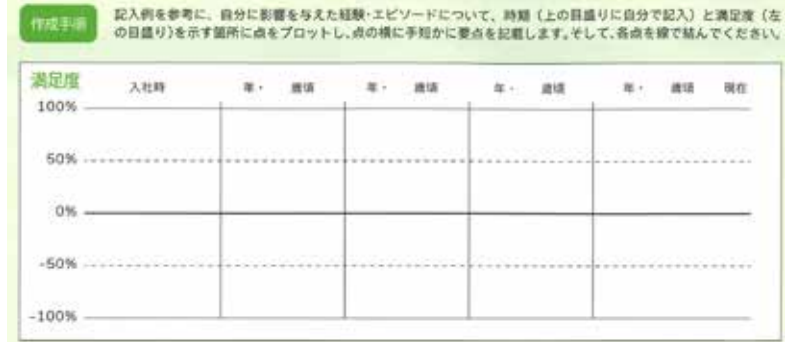 作成手順
記入例を参考に、自分に影響を与えた経験・エピソードについて、時期（上の目盛りに自分で記入）と満足度（左
の目盛り）を示す箇所に点をプロットし、点の横に手短かに要点を記載します。そして、各点を線で結んでください。
満足度 入社時 年・ 歳頃 年・ 歳頃 年・ 歳頃 年・ 歳頃 現在
100%
50%
0%
-50%
-100%